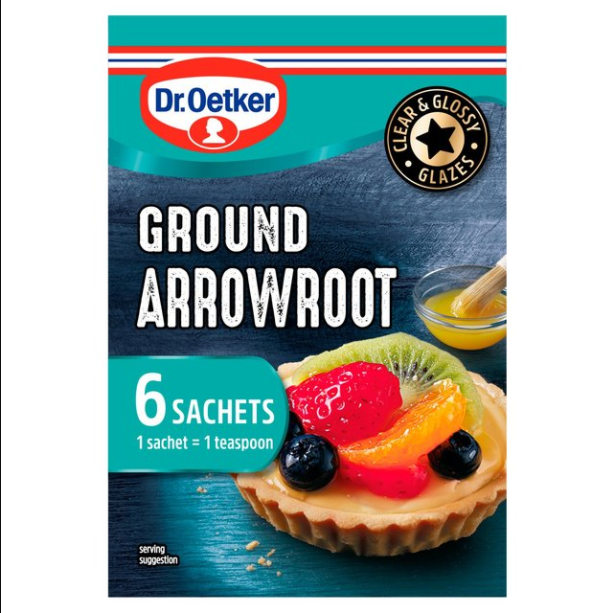 Dr.Oetker
CLEAR & GLOSSY
GLAZES
GROUND
ARROWROOT
6 SACHETS
1 sachet = 1 teaspoon
serving
suggestion